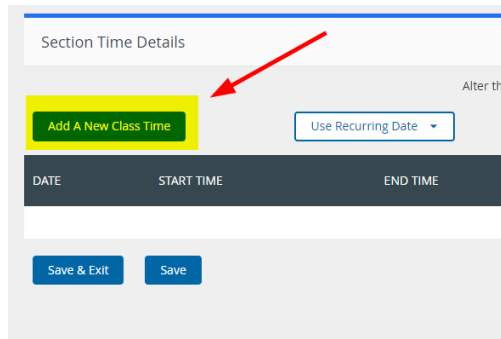 Section Time Details
Alter th
Add A New Class Time
Use Recurring Date
DATE START TIME END TIME
Save & Exit Save